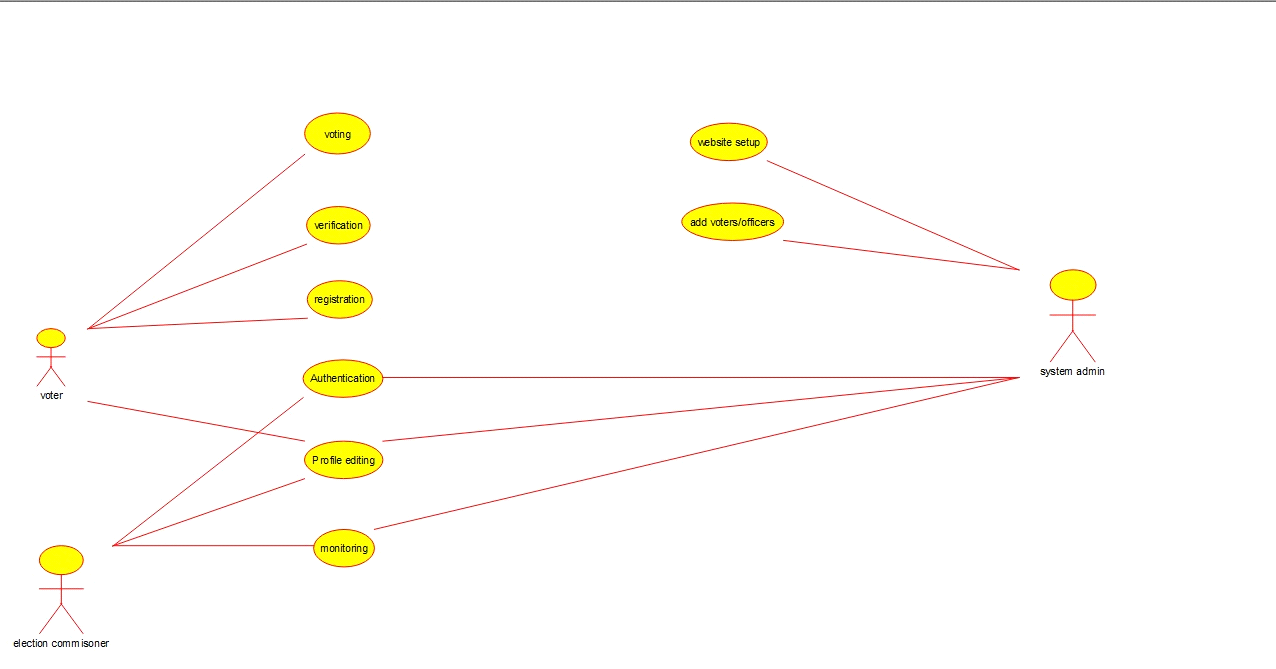 voting
website setup
verification
add voters/officers
registration
Authentication
system admin
voter
Profile editing
monitoring
election commisoner